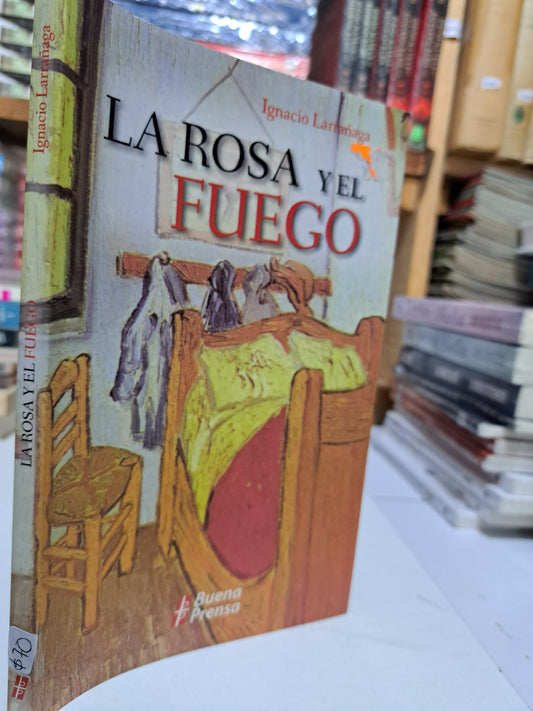 Ignacio Larrañaga
LA ROSA Y EL
FUEGO
Buena
Prensa
Ignacio Larrañaga
LA ROSA Y EL FUEGO
$70